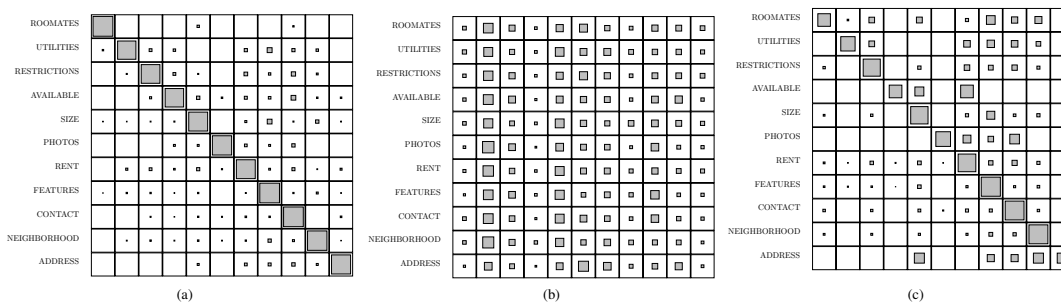 ROOMATES
UTILITIES
RESTRICTIONS
AVAILABLE
SIZE
PHOTOS
RENT
FEATURES
CONTACT
NEIGHBORHOOD
ADDRESS
(a)
ROOMATES
UTILITIES
RESTRICTIONS
AVAILABLE
SIZE
PHOTOS
RENT
FEATURES
CONTACT
NEIGHBORHOOD
ADDRESS
(b)
ROOMATES
UTILITIES
RESTRICTIONS
AVAILABLE
SIZE
PHOTOS
RENT
FEATURES
CONTACT
NEIGHBORHOOD
ADDRESS
(c)